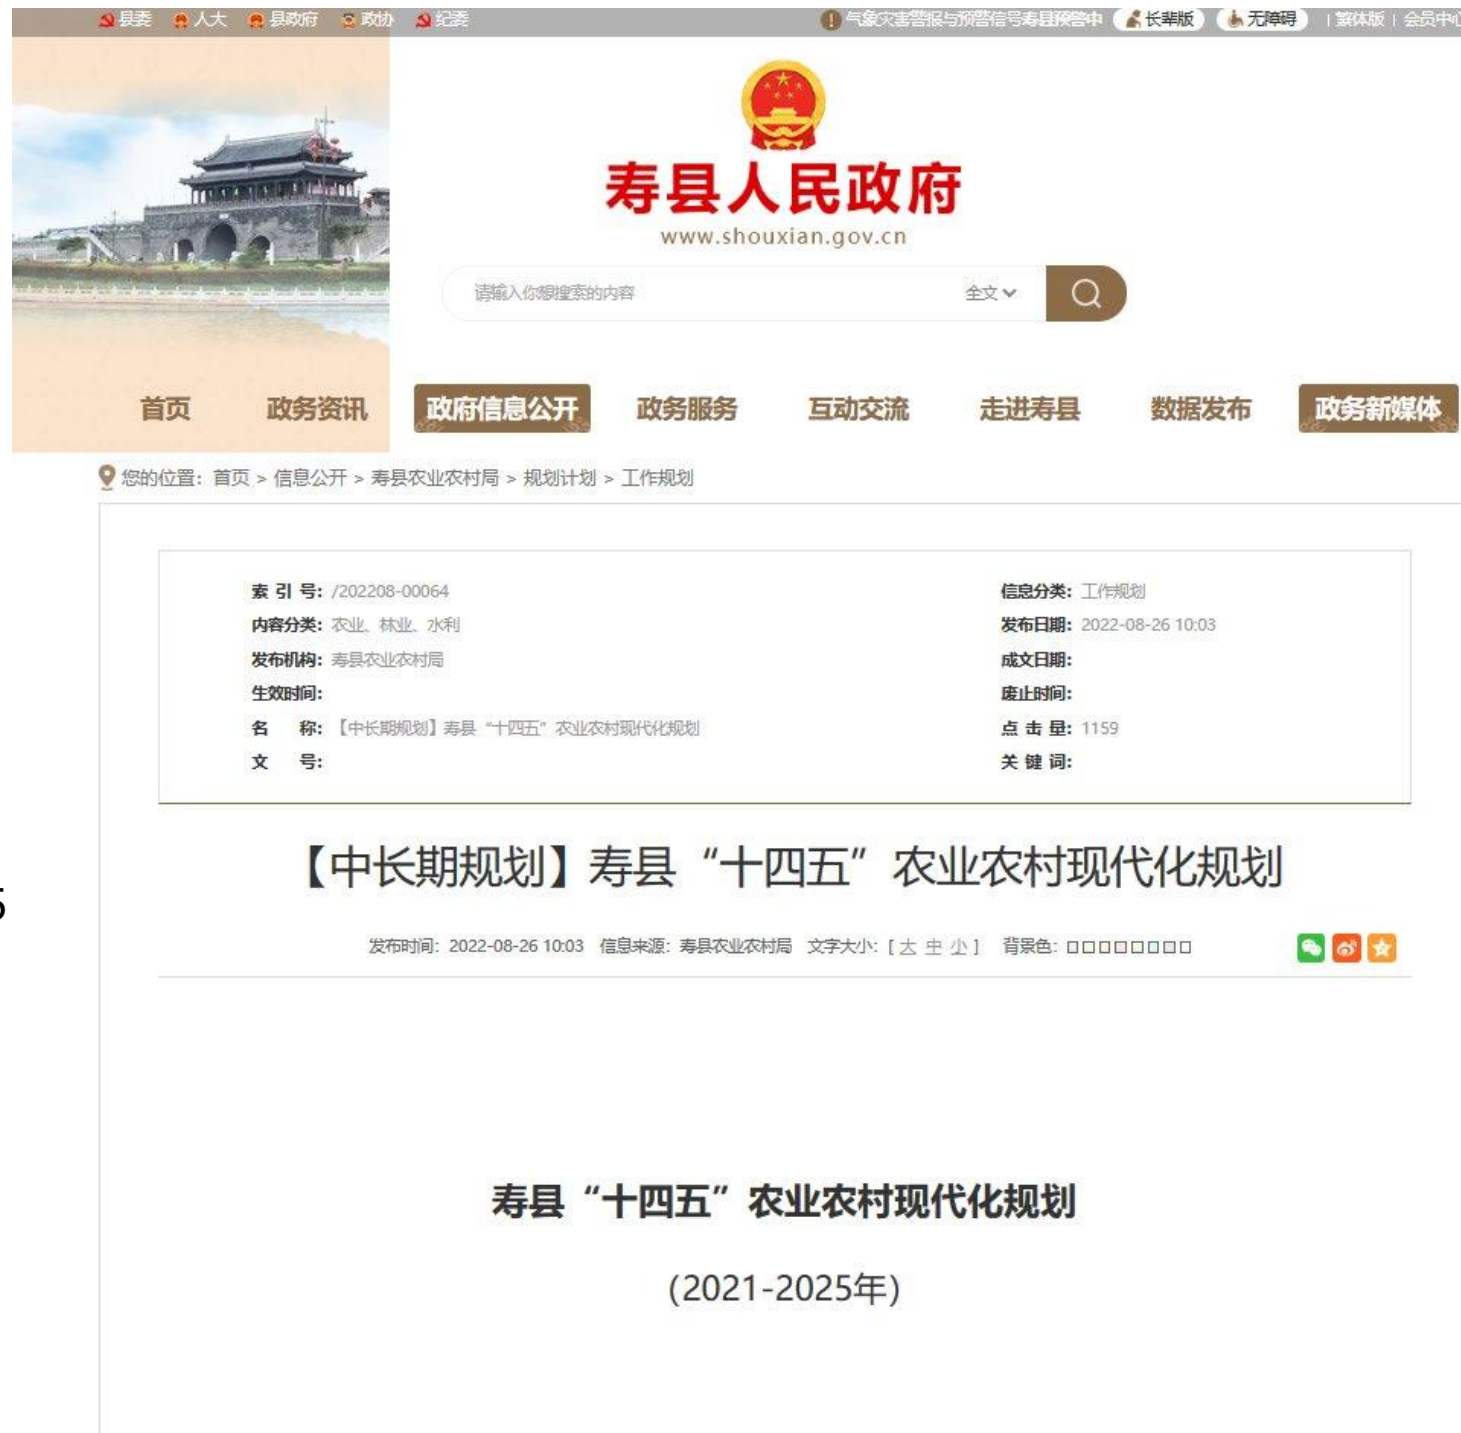 县委 人大 县政府 政协 纪委 气象灾害警报与预警信号寿县预警中 长辈版 无障碍 | 繁体版 | 会员中心
寿县人民政府
www.shouxian.gov.cn
请输入你想搜索的内容 全文
首页 政务资讯 政府信息公开 政务服务 互动交流 走进寿县 数据发布 政务新媒体
您的位置：首页 > 信息公开 > 寿县农业农村局 > 规划计划 > 工作规划
索 引 号： /202208-00064 信息分类： 工作规划
内容分类： 农业、林业、水利 发布日期： 2022-08-26 10:03
发布机构： 寿县农业农村局 成文日期：
生效时间： 废止时间：
名 称： 【中长期规划】寿县“十四五”农业农村现代化规划 点 击 量： 1159
文 号： 关 键 词：
【中长期规划】寿县“十四五”农业农村现代化规划
发布时间：2022-08-26 10:03 信息来源：寿县农业农村局 文字大小：[ 大 中 小 ] 背景色：
寿县“十四五”农业农村现代化规划
（2021-2025年）